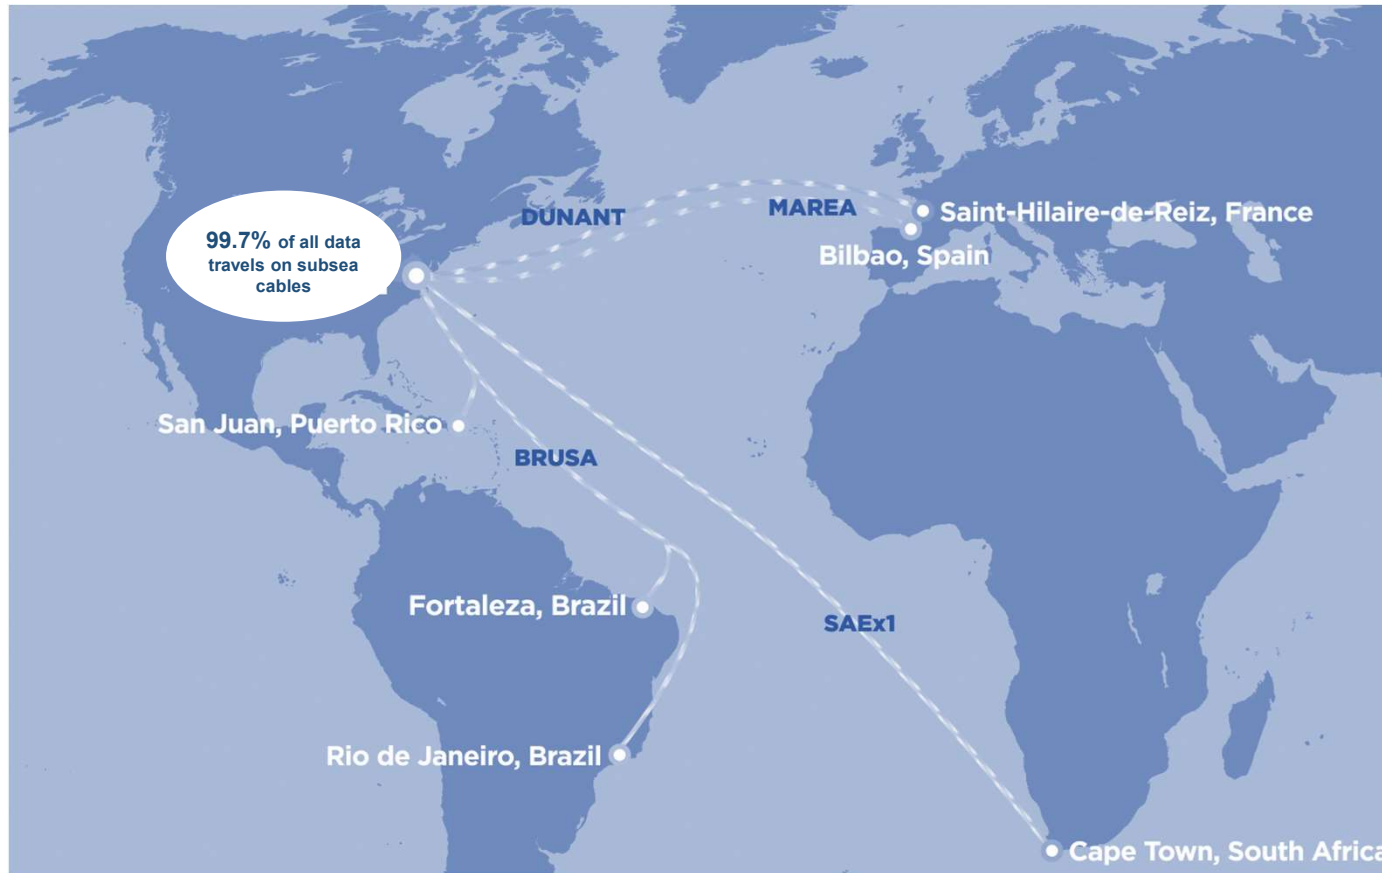 DUNANT
MAREA
Saint-Hilaire-de-Reiz, France
99.7% of all data
travels on subsea
cables
Bilbao, Spain
San Juan, Puerto Rico
BRUSA
Fortaleza, Brazil
SAEx1
Rio de Janeiro, Brazil
Cape Town, South Africa